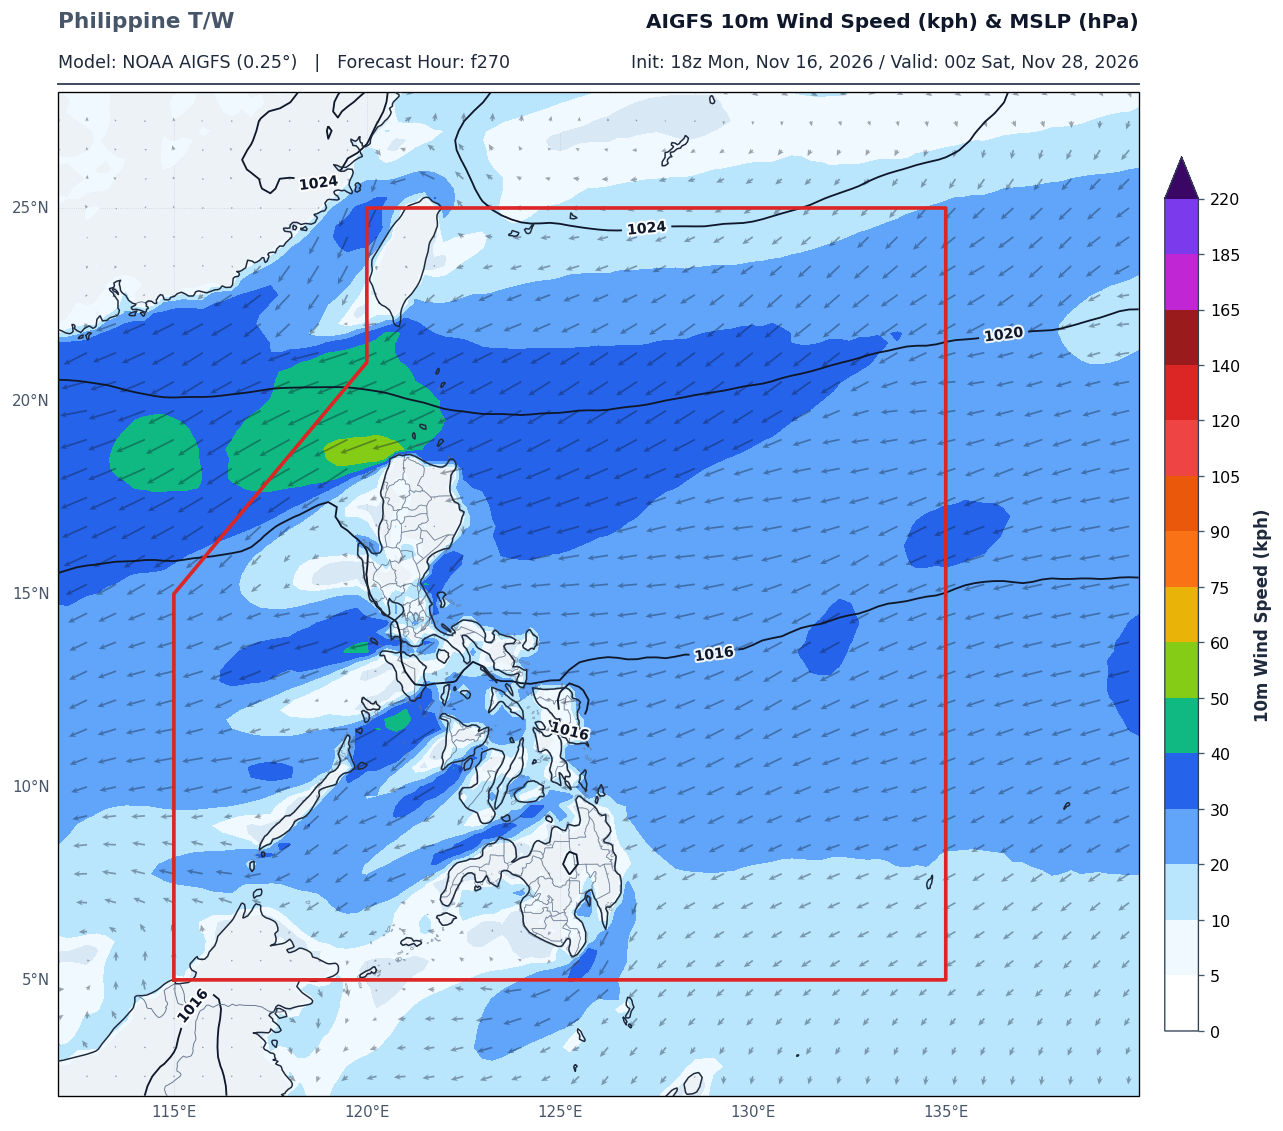 Philippine T/W
AIGFS 10m Wind Speed (kph) & MSLP (hPa)
Model: NOAA AIGFS (0.25°)   |   Forecast Hour: f270
Init: 18z Mon, Nov 16, 2026 / Valid: 00z Sat, Nov 28, 2026
25°N
20°N
15°N
10°N
5°N
115°E
120°E
125°E
130°E
135°E
1024
1024
1020
1016
1016
1016
220
185
165
140
120
105
90
75
60
50
40
30
20
10
5
0
10m Wind Speed (kph)